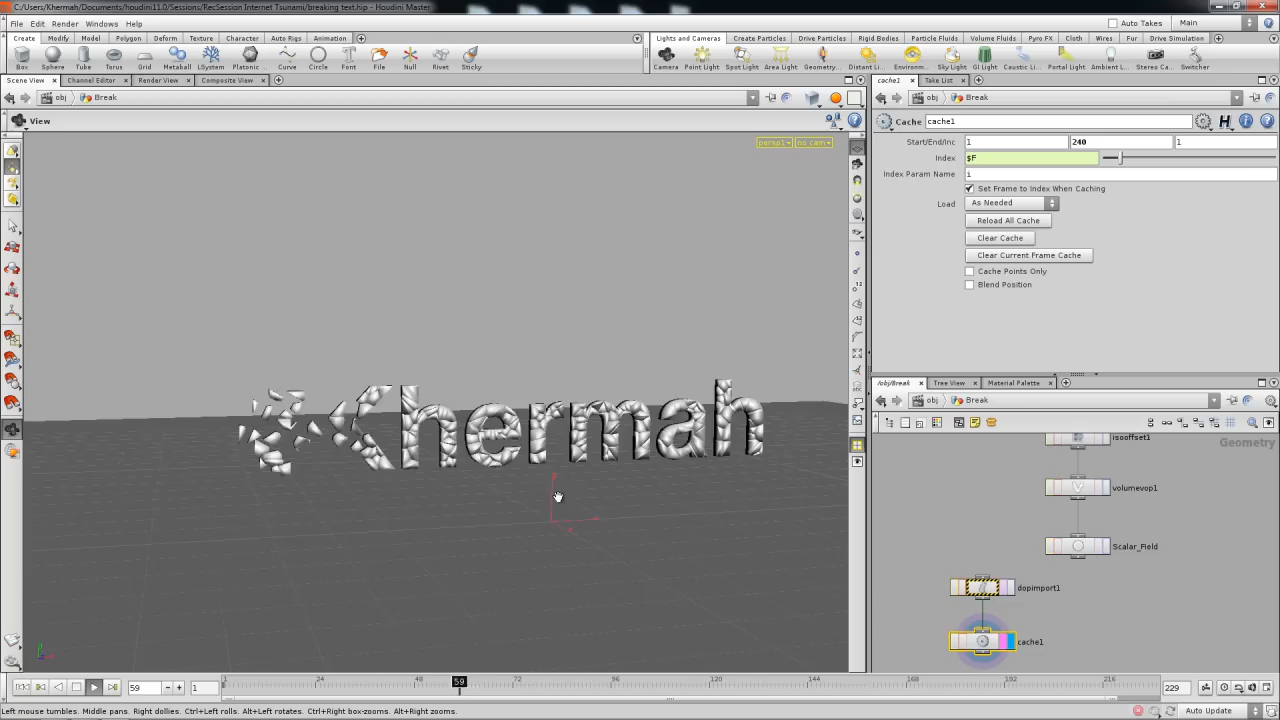 C:/Users/Khermah/Documents/houdini11.0/Sessions/RecSession Internet Tsunami/breaking text.hip - Houdini Master
File Edit Render Windows Help
Auto Takes Main
Create Modify Model Polygon Deform Texture Character Auto Rigs Animation
Lights and Cameras Create Particles Drive Particles Rigid Bodies Particle Fluids Pyro FX Cloth Wires Fur Drive Simulation
Box Sphere Tube Torus Grid Metaball LSystem Platonic ... Curve Circle Font File Null Rivet Sticky
Camera Point Light Spot Light Area Light Geometry... Distant Li... Environm... Sky Light GI Light Caustic Li... Portal Light Ambient L... Stereo Ca... Switcher
Scene View Channel Editor Render View Composite View
cache1 Take List
obj Break
obj Break
View
Cache cache1
persp1 no cam
Start/End/Inc 1 240 1
Index $F
Index Param Name i
Set Frame to Index When Caching
Load As Needed
Reload All Cache
Clear Cache
Clear Current Frame Cache
Cache Points Only
Blend Position
Khermah
/obj/Break Tree View Material Palette
obj Break
Geometry
isooffset1
volumevop1
Scalar_Field
dopimport1
cache1
59 1
1 24 48 59 72 96 120 144 168 192 216
229
Left mouse tumbles. Middle pans. Right dollies. Ctrl+Left rolls. Alt+Left rotates. Ctrl+Right box-zooms. Alt+Right zooms.
Auto Update